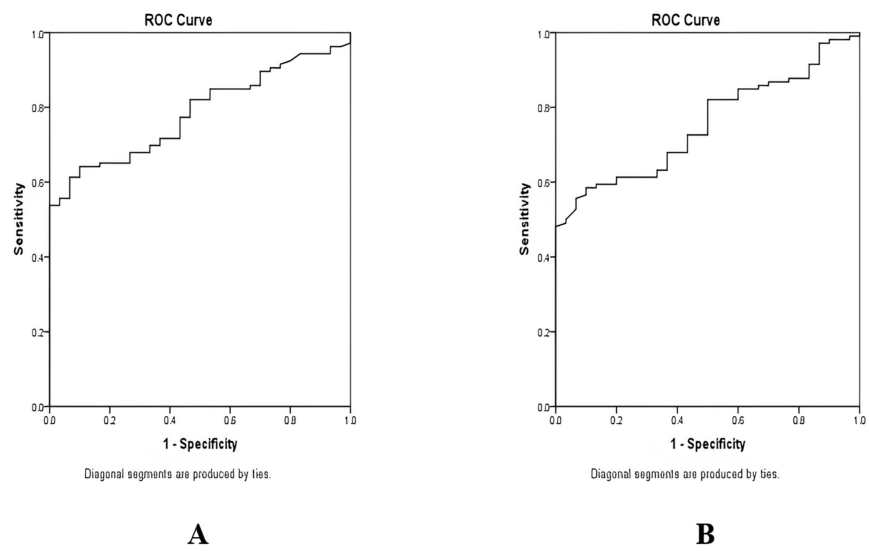 ROC Curve
1.0
0.8
0.6
0.4
0.2
0.0
Sensitivity
0.0 0.2 0.4 0.6 0.8 1.0
1 - Specificity
Diagonal segments are produced by ties.
A
ROC Curve
1.0
0.8
0.6
0.4
0.2
0.0
Sensitivity
0.0 0.2 0.4 0.6 0.8 1.0
1 - Specificity
Diagonal segments are produced by ties.
B